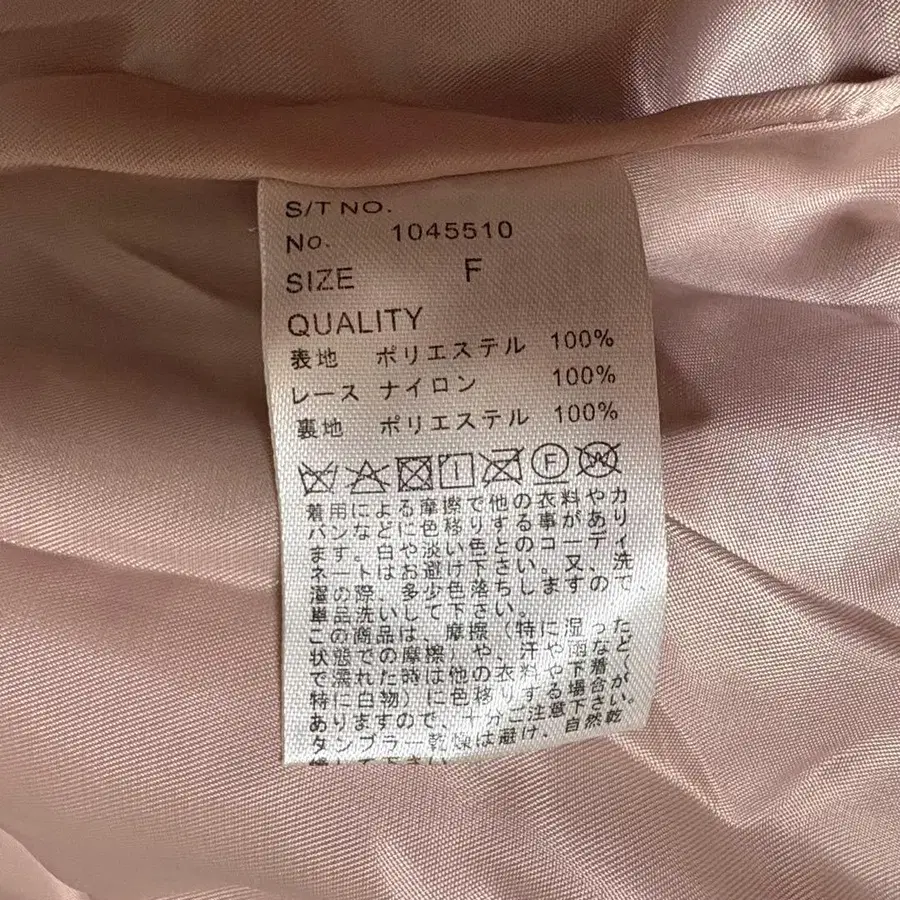 S/T NO.
No. 1045510
SIZE F
QUALITY
表地 ポリエステル 100%
レース ナイロン 100%
裏地 ポリエステル 100%
F W
着用による摩擦で他の衣料やカ
バンなどに色移りする事があり
ます。白や淡い色とのコーディ
ネートはお避け下さい。又、洗
濯の際、多少色落ちしますので、
単品洗いして下さい。
この商品は、摩擦（特に湿った
状態での摩擦）や、汗や雨など
で濡れた時は他の衣料や下着（
特に白物）に色移りする場合が
ありますので、十分ご注意下さい。
タンブラー乾燥は避け、自然乾
燥して下さい